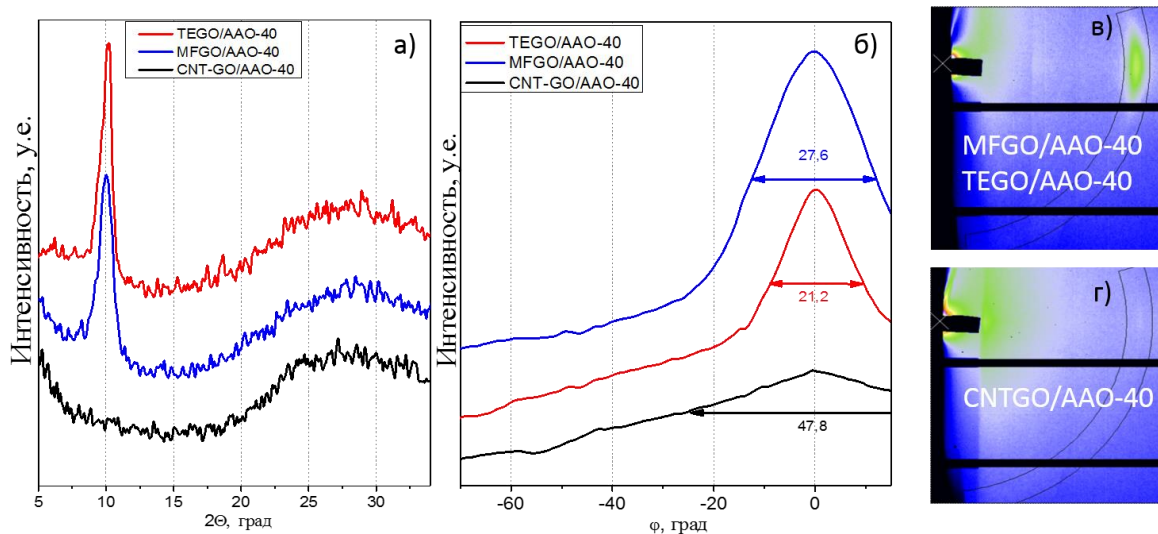 TEGO/AAO-40
MFGO/AAO-40
CNT-GO/AAO-40
а)
Интенсивность, у.е.
5 10 15 20 25 30
2Θ, град
TEGO/AAO-40
MFGO/AAO-40
CNT-GO/AAO-40
б)
Интенсивность, у.е.
27,6
21,2
47,8
-60 -40 -20 0
φ, град
в)
MFGO/AAO-40
TEGO/AAO-40
г)
CNTGO/AAO-40